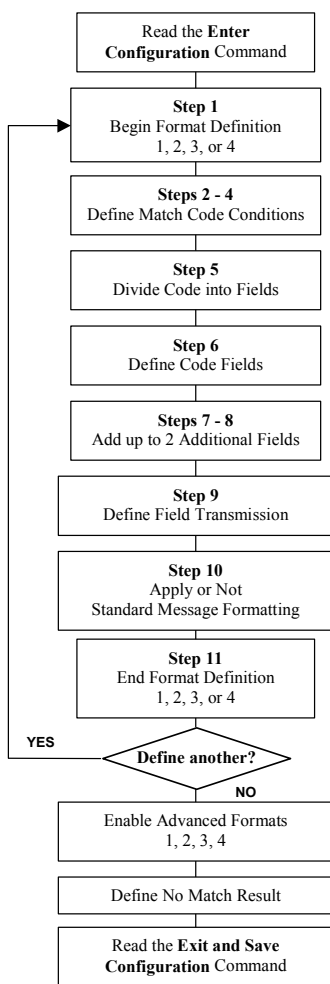 Read the Enter
Configuration Command
Step 1
Begin Format Definition
1, 2, 3, or 4
Steps 2 - 4
Define Match Code Conditions
Step 5
Divide Code into Fields
Step 6
Define Code Fields
Steps 7 - 8
Add up to 2 Additional Fields
Step 9
Define Field Transmission
Step 10
Apply or Not
Standard Message Formatting
Step 11
End Format Definition
1, 2, 3, or 4
YES
Define another?
NO
Enable Advanced Formats
1, 2, 3, 4
Define No Match Result
Read the Exit and Save
Configuration Command